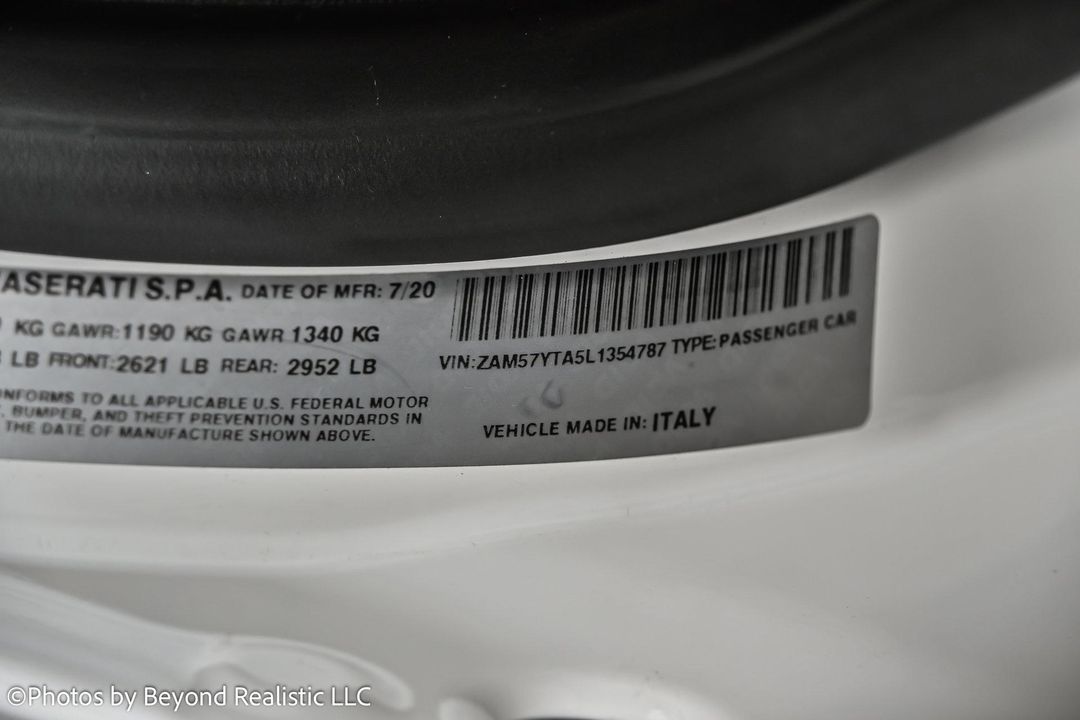 ASERATI S.P.A. DATE OF MFR: 7/20
KG GAWR:1190 KG GAWR 1340 KG
LB FRONT:2621 LB REAR: 2952 LB
VIN:ZAM57YTA5L1354787 TYPE:PASSENGER CAR
NFORMS TO ALL APPLICABLE U.S. FEDERAL MOTOR
, BUMPER, AND THEFT PREVENTION STANDARDS IN
THE DATE OF MANUFACTURE SHOWN ABOVE.
VEHICLE MADE IN: ITALY
©Photos by Beyond Realistic LLC